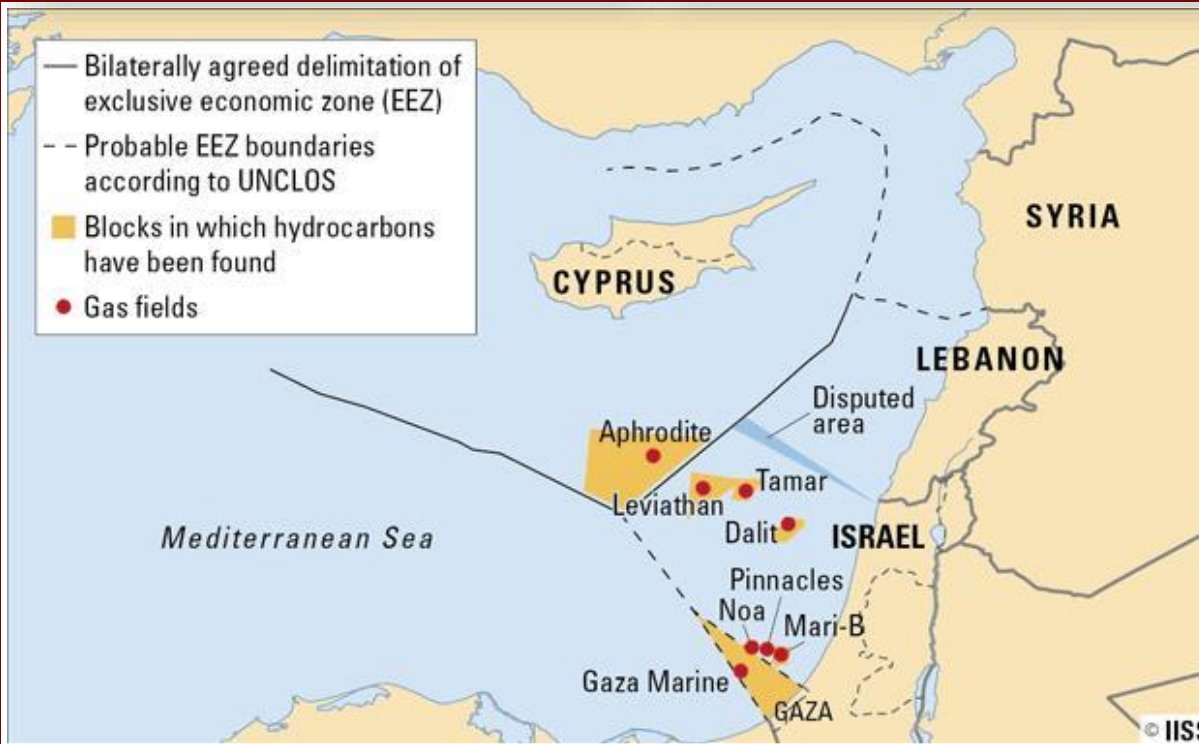 Bilaterally agreed delimitation of
exclusive economic zone (EEZ)
Probable EEZ boundaries
according to UNCLOS
Blocks in which hydrocarbons
have been found
Gas fields
SYRIA
CYPRUS
LEBANON
Disputed
area
Aphrodite
Tamar
Leviathan
Dalit
ISRAEL
Mediterranean Sea
Pinnacles
Noa
Mari-B
Gaza Marine
GAZA
© IISS